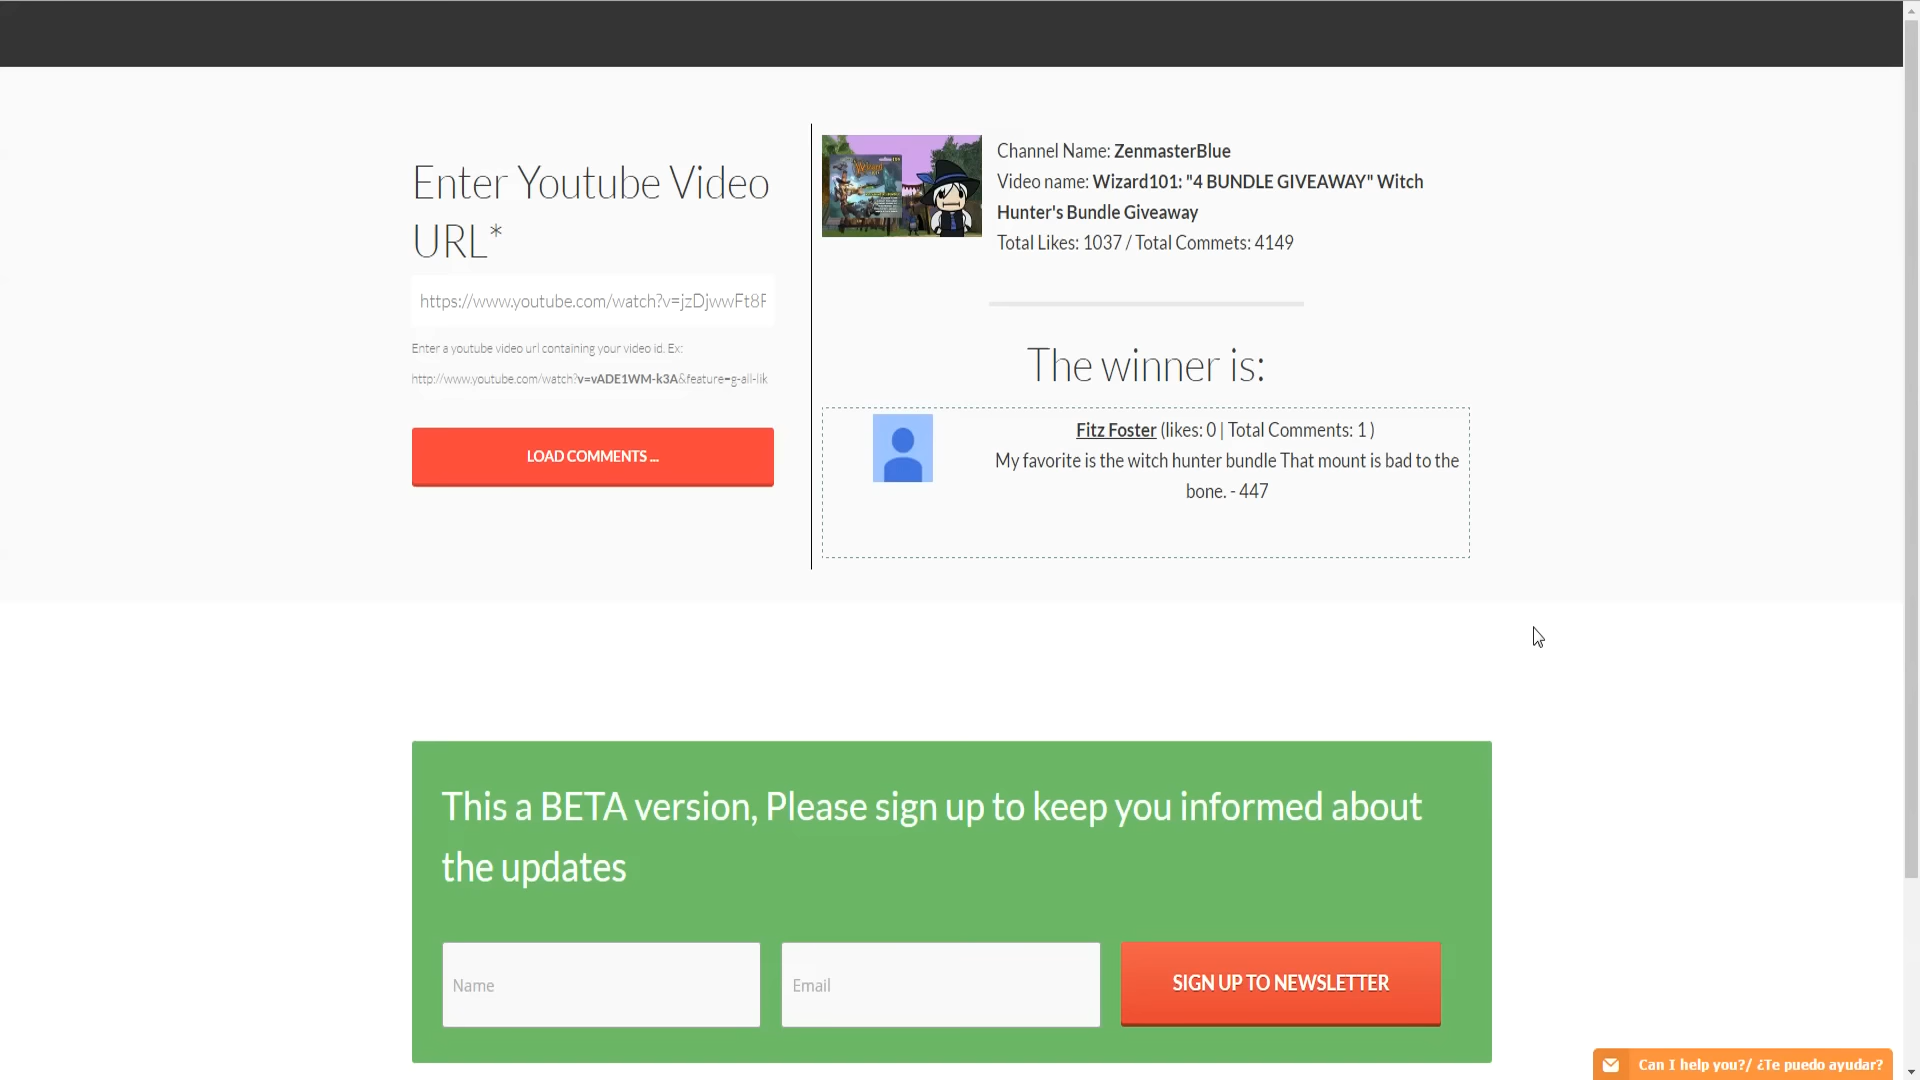 Enter Youtube Video
URL*
https://www.youtube.com/watch?v=jzDjwwFt8F
Enter a youtube video url containing your video id. Ex:
http://www.youtube.com/watch?v=vADE1WM-k3A&feature=g-all-lik
LOAD COMMENTS ...
Wizard
Channel Name: ZenmasterBlue
Video name: Wizard101: "4 BUNDLE GIVEAWAY" Witch
Hunter's Bundle Giveaway
Total Likes: 1037 / Total Commets: 4149
The winner is:
Fitz Foster (likes: 0 | Total Comments: 1 )
My favorite is the witch hunter bundle That mount is bad to the
bone. - 447
This a BETA version, Please sign up to keep you informed about
the updates
Name
Email
SIGN UP TO NEWSLETTER
Can I help you?/ ¿Te puedo ayudar?